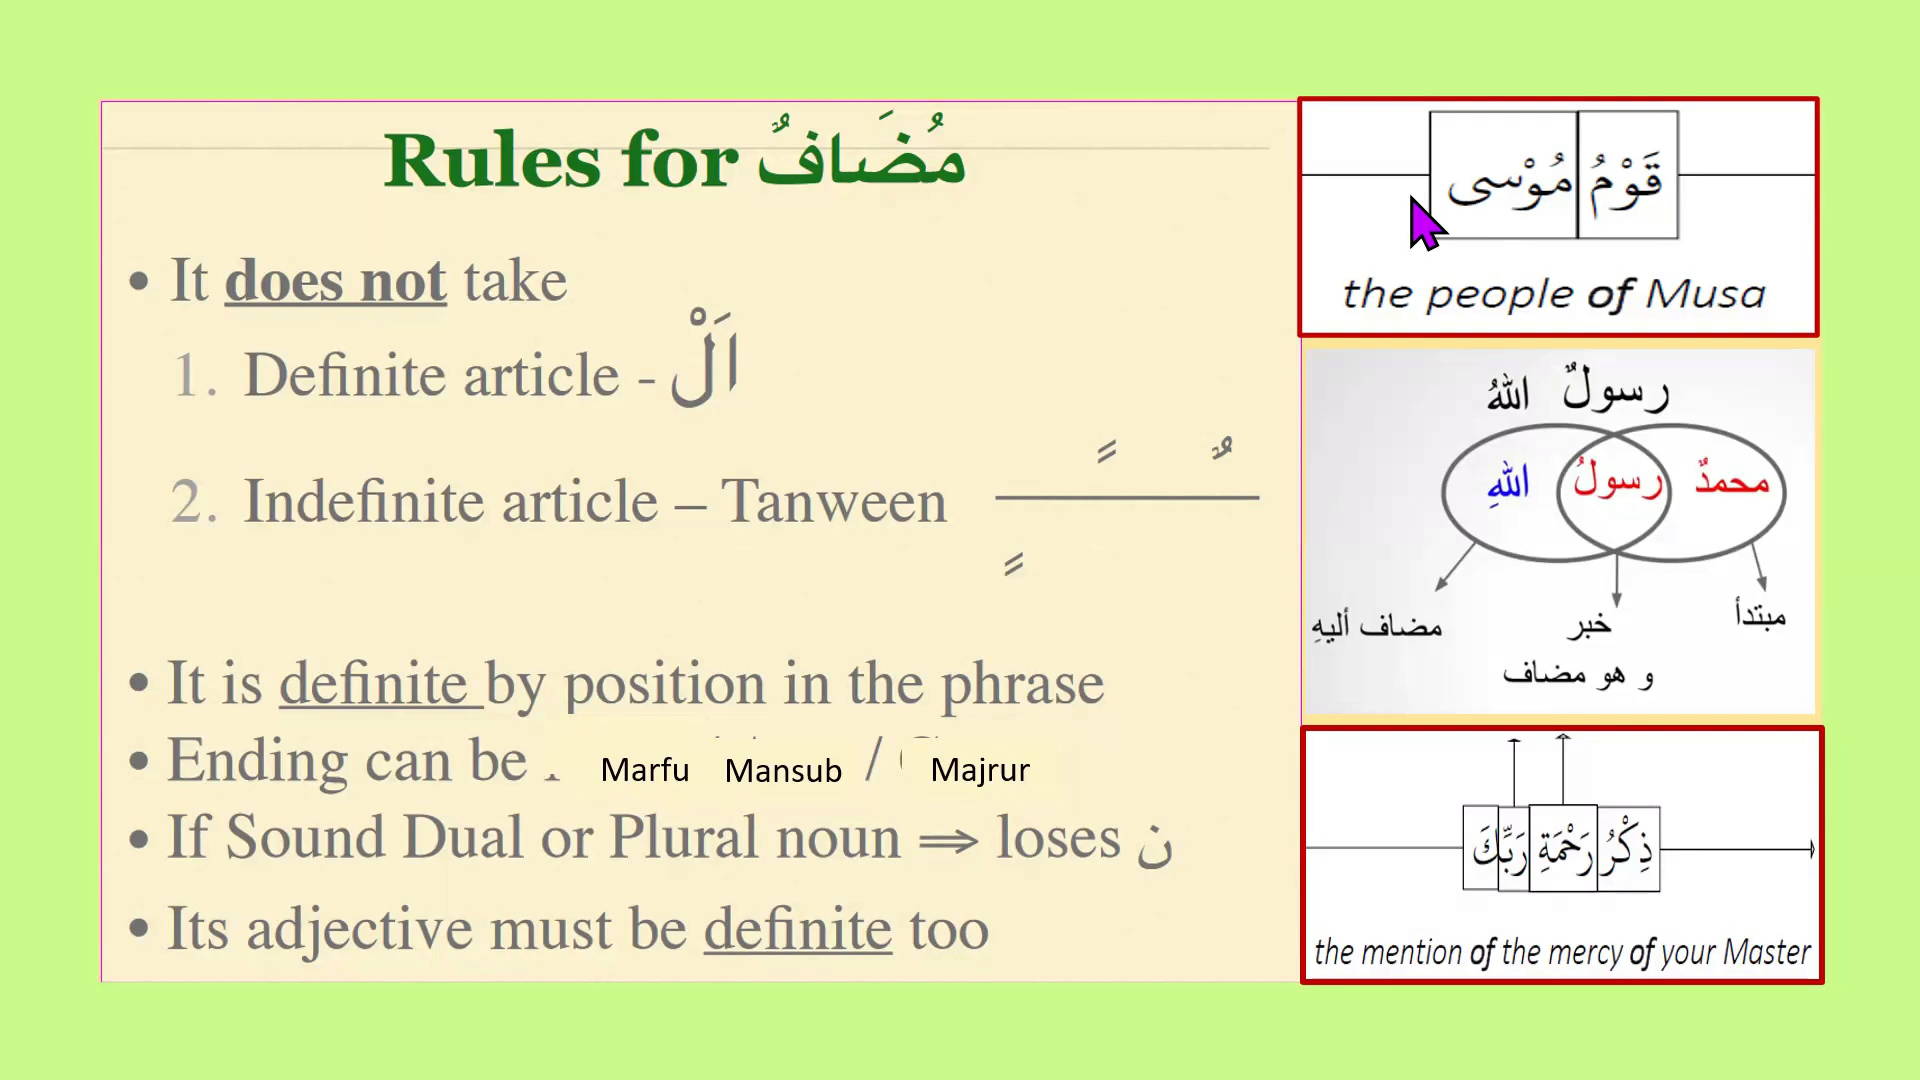 Rules for مُضَافٌ
• It does not take
1. Definite article - اَلْ
2. Indefinite article – Tanween ًٌٍ
• It is definite by position in the phrase
• Ending can be Marfu Mansub / Majrur
• If Sound Dual or Plural noun ⇒ loses ن
• Its adjective must be definite too
قَوْمُ مُوْسى
the people of Musa
رسولٌ اللهُ
محمدٌ رسولُ اللهِ
مبتدأ خبر مضاف أليهِ
و هو مضاف
ذِكْرُ رَحْمَةِ رَبِّكَ
the mention of the mercy of your Master